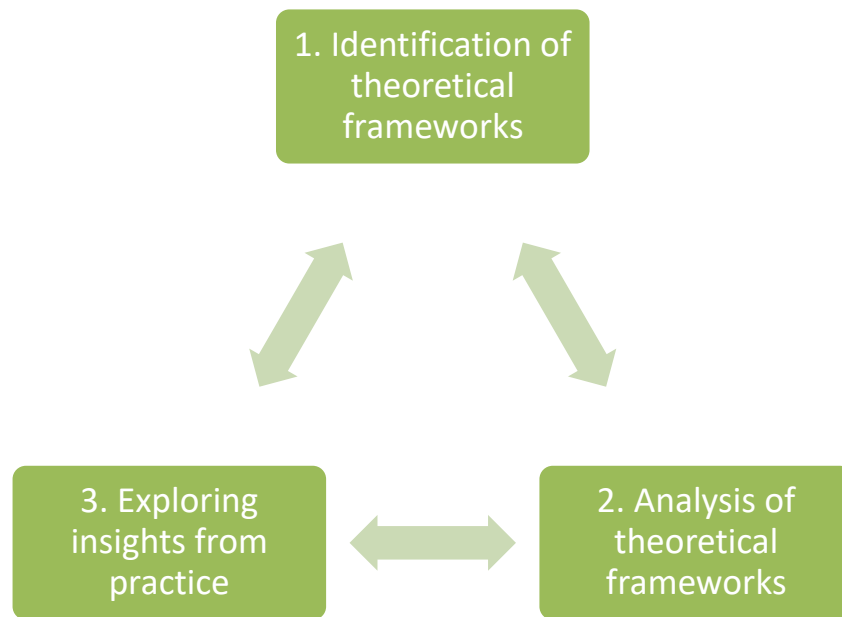 1. Identification of
theoretical
frameworks
3. Exploring
insights from
practice
2. Analysis of
theoretical
frameworks